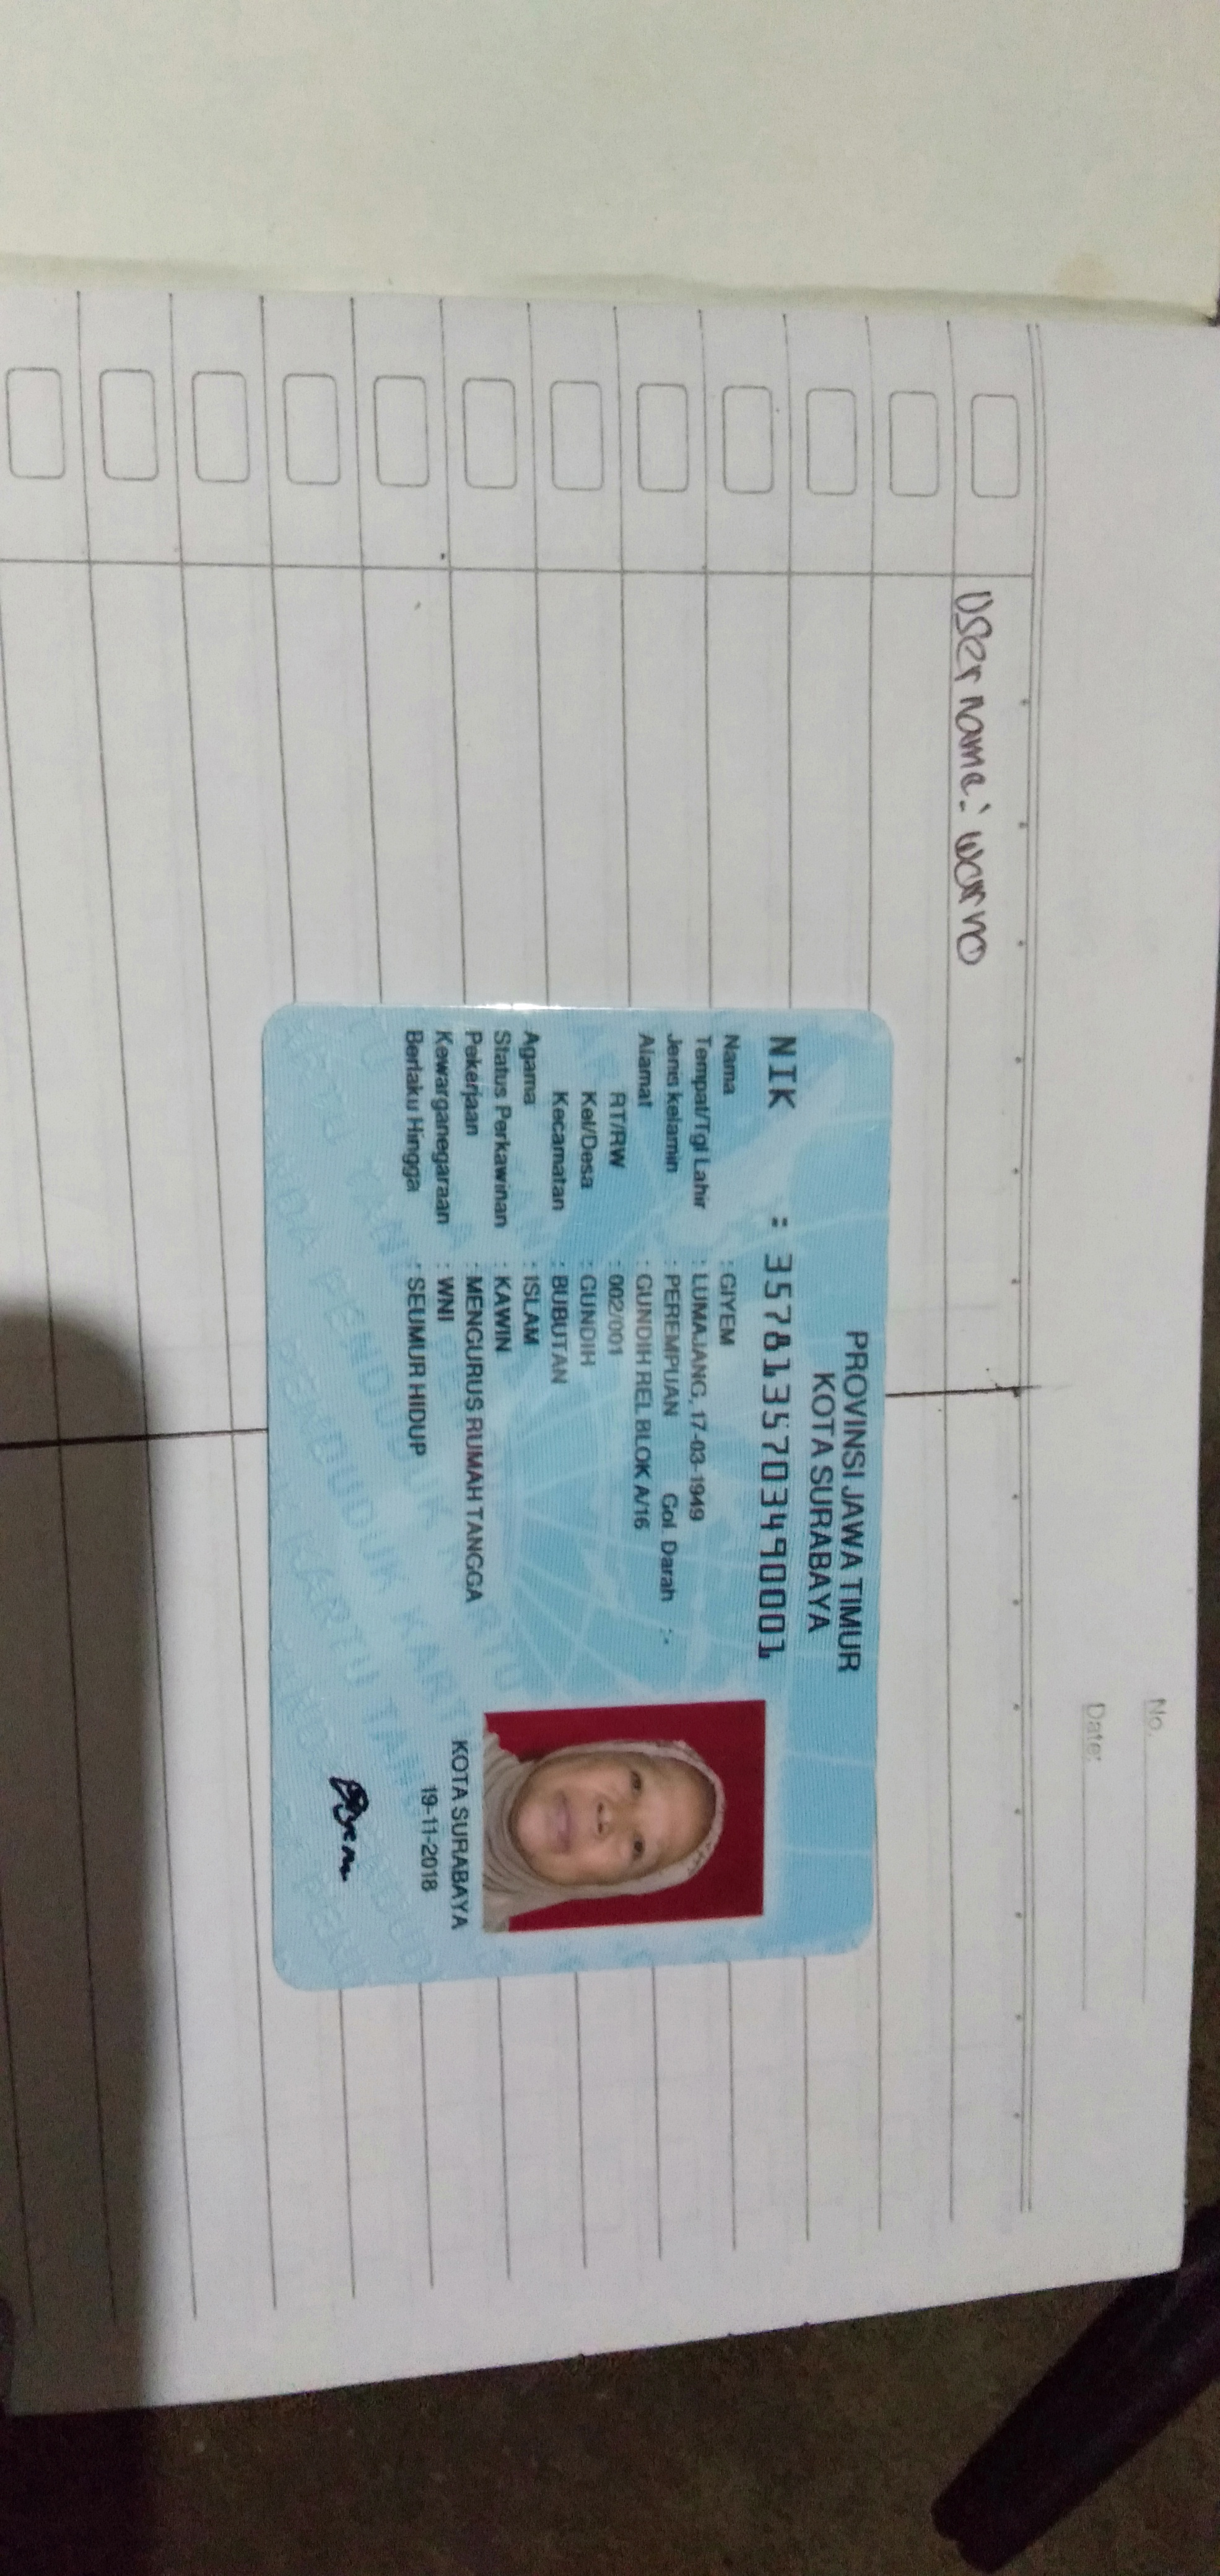 No.
Date:
User name: warno
PROVINSI JAWA TIMUR
KOTA SURABAYA
NIK : 3578135703490001
Nama : GIYEM
Tempat/Tgl Lahir : LUMAJANG, 17-03-1949
Jenis kelamin : PEREMPUAN Gol. Darah : -
Alamat : GUNDIH REL BLOK A/16
RT/RW : 002/001
Kel/Desa : GUNDIH
Kecamatan : BUBUTAN
Agama : ISLAM
Status Perkawinan : KAWIN
Pekerjaan : MENGURUS RUMAH TANGGA
Kewarganegaraan : WNI
Berlaku Hingga : SEUMUR HIDUP
KOTA SURABAYA
19-11-2018
Giyem